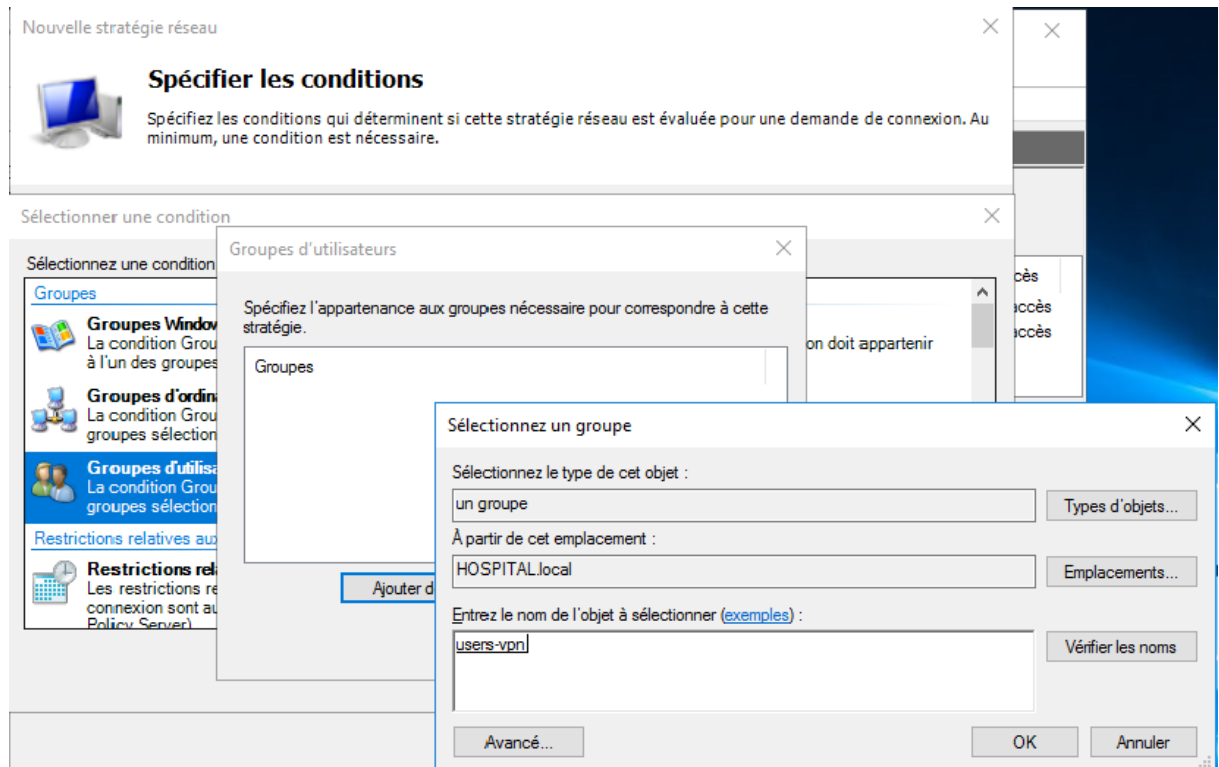 Nouvelle stratégie réseau
Spécifier les conditions
Spécifiez les conditions qui déterminent si cette stratégie réseau est évaluée pour une demande de connexion. Au
minimum, une condition est nécessaire.
Sélectionner une condition
Sélectionnez une condition
Groupes
Groupes Window
La condition Grou
à l'un des groupes
Groupes d'ordin
La condition Grou
groupes sélection
Groupes d'utilisa
La condition Grou
groupes sélection
Restrictions relatives aux
Restrictions rela
Les restrictions re
connexion sont au
Policy Server)
on doit appartenir
cès
accès
accès
Groupes d'utilisateurs
Spécifiez l'appartenance aux groupes nécessaire pour correspondre à cette
stratégie.
Groupes
Ajouter d
Sélectionnez un groupe
Sélectionnez le type de cet objet :
un groupe
Types d'objets...
À partir de cet emplacement :
HOSPITAL.local
Emplacements...
Entrez le nom de l'objet à sélectionner (exemples) :
users-vpn
Vérifier les noms
Avancé...
OK
Annuler